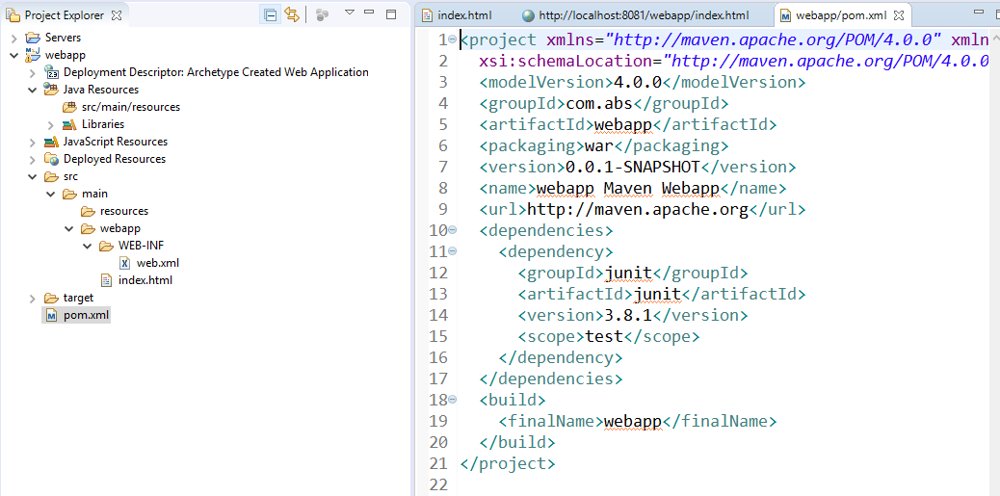 Project Explorer
Servers
webapp
Deployment Descriptor: Archetype Created Web Application
Java Resources
src/main/resources
Libraries
JavaScript Resources
Deployed Resources
src
main
resources
webapp
WEB-INF
web.xml
index.html
target
pom.xml
index.html
http://localhost:8081/webapp/index.html
webapp/pom.xml
1 <project xmlns="http://maven.apache.org/POM/4.0.0" xmln
2 xsi:schemaLocation="http://maven.apache.org/POM/4.0.0
3 <modelVersion>4.0.0</modelVersion>
4 <groupId>com.abs</groupId>
5 <artifactId>webapp</artifactId>
6 <packaging>war</packaging>
7 <version>0.0.1-SNAPSHOT</version>
8 <name>webapp Maven Webapp</name>
9 <url>http://maven.apache.org</url>
10 <dependencies>
11 <dependency>
12 <groupId>junit</groupId>
13 <artifactId>junit</artifactId>
14 <version>3.8.1</version>
15 <scope>test</scope>
16 </dependency>
17 </dependencies>
18 <build>
19 <finalName>webapp</finalName>
20 </build>
21 </project>
22